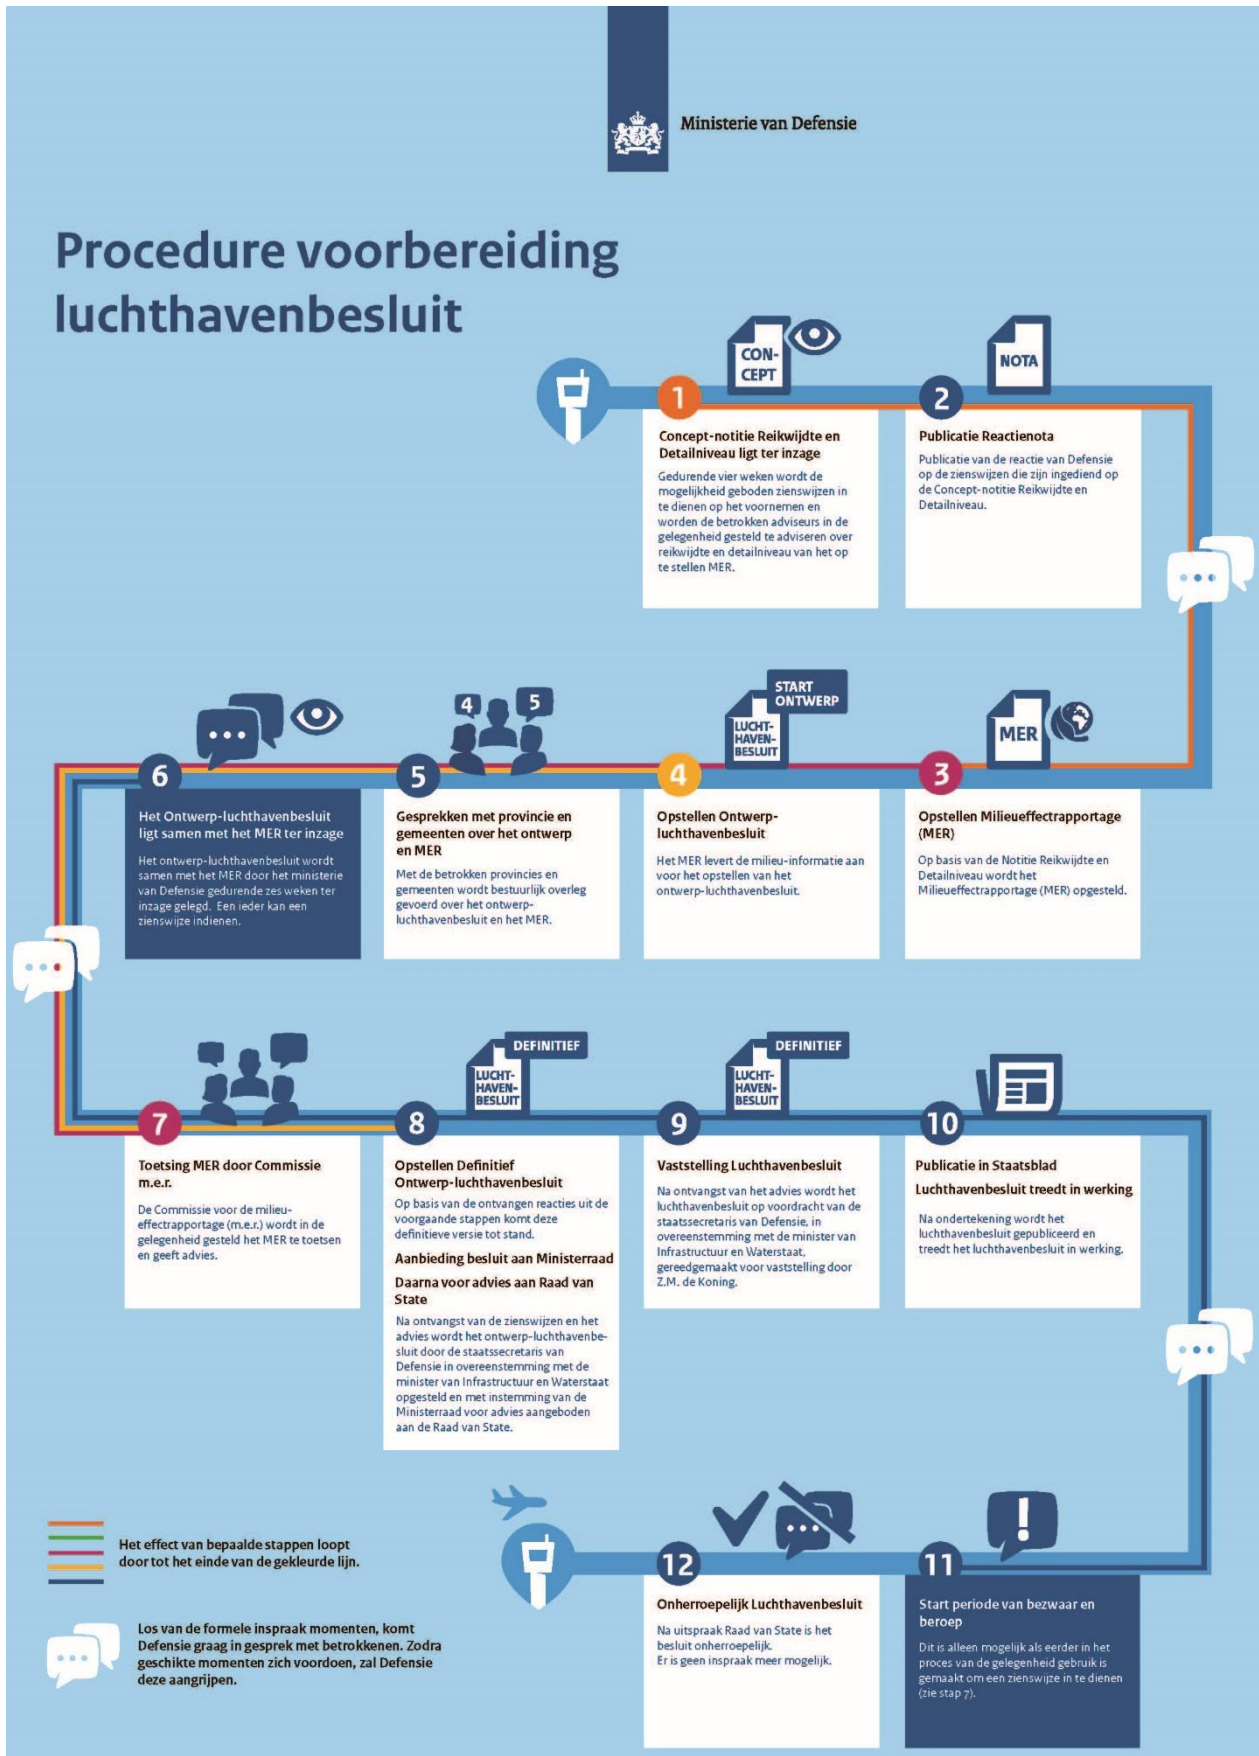 Ministerie van Defensie
Procedure voorbereiding
luchthavenbesluit
CON-
CEPT
1
Concept-notitie Reikwijdte en
Detailniveau ligt ter inzage
Gedurende vier weken wordt de
mogelijkheid geboden zienswijzen in
te dienen op het voornemen en
worden de betrokken adviseurs in de
gelegenheid gesteld te adviseren over
reikwijdte en detailniveau van het op
te stellen MER.
NOTA
2
Publicatie Reactienota
Publicatie van de reactie van Defensie
op de zienswijzen die zijn ingediend op
de Concept-notitie Reikwijdte en
Detailniveau.
MER
3
Opstellen Milieueffectrapportage
(MER)
Op basis van de Notitie Reikwijdte en
Detailniveau wordt het
Milieueffectrapportage (MER) opgesteld.
START
ONTWERP
LUCHT-
HAVEN-
BESLUIT
4
Opstellen Ontwerp-
luchthavenbesluit
Het MER levert de milieu-informatie aan
voor het opstellen van het
ontwerp-luchthavenbesluit.
4
5
5
Gesprekken met provincie en
gemeenten over het ontwerp
en MER
Met de betrokken provincies en
gemeenten wordt bestuurlijk overleg
gevoerd over het ontwerp-
luchthavenbesluit en het MER.
6
Het Ontwerp-luchthavenbesluit
ligt samen met het MER ter inzage
Het ontwerp-luchthavenbesluit wordt
samen met het MER door het ministerie
van Defensie gedurende zes weken ter
inzage gelegd. Een ieder kan een
zienswijze indienen.
7
Toetsing MER door Commissie
m.e.r.
De Commissie voor de milieu-
effectrapportage (m.e.r.) wordt in de
gelegenheid gesteld het MER te toetsen
en geeft advies.
DEFINITIEF
LUCHT-
HAVEN-
BESLUIT
8
Opstellen Definitief
Ontwerp-luchthavenbesluit
Op basis van de ontvangen reacties uit de
voorgaande stappen komt deze
definitieve versie tot stand.
Aanbieding besluit aan Ministerraad
Daarna voor advies aan Raad van
State
Na ontvangst van de zienswijzen en het
advies wordt het ontwerp-luchthavenbe-
sluit door de staatssecretaris van
Defensie in overeenstemming met de
minister van Infrastructuur en Waterstaat
opgesteld en met instemming van de
Ministerraad voor advies aangeboden
aan de Raad van State.
DEFINITIEF
LUCHT-
HAVEN-
BESLUIT
9
Vaststelling Luchthavenbesluit
Na ontvangst van het advies wordt het
luchthavenbesluit op voordracht van de
staatssecretaris van Defensie, in
overeenstemming met de minister van
Infrastructuur en Waterstaat,
gereedgemaakt voor vaststelling door
Z.M. de Koning.
10
Publicatie in Staatsblad
Luchthavenbesluit treedt in werking
Na ondertekening wordt het
luchthavenbesluit gepubliceerd en
treedt het luchthavenbesluit in werking.
11
Start periode van bezwaar en
beroep
Dit is alleen mogelijk als eerder in het
proces van de gelegenheid gebruik is
gemaakt om een zienswijze in te dienen
(zie stap 7).
12
Onherroepelijk Luchthavenbesluit
Na uitspraak Raad van State is het
besluit onherroepelijk.
Er is geen inspraak meer mogelijk.
Het effect van bepaalde stappen loopt
door tot het einde van de gekleurde lijn.
Los van de formele inspraak momenten, komt
Defensie graag in gesprek met betrokkenen. Zodra
geschikte momenten zich voordoen, zal Defensie
deze aangrijpen.